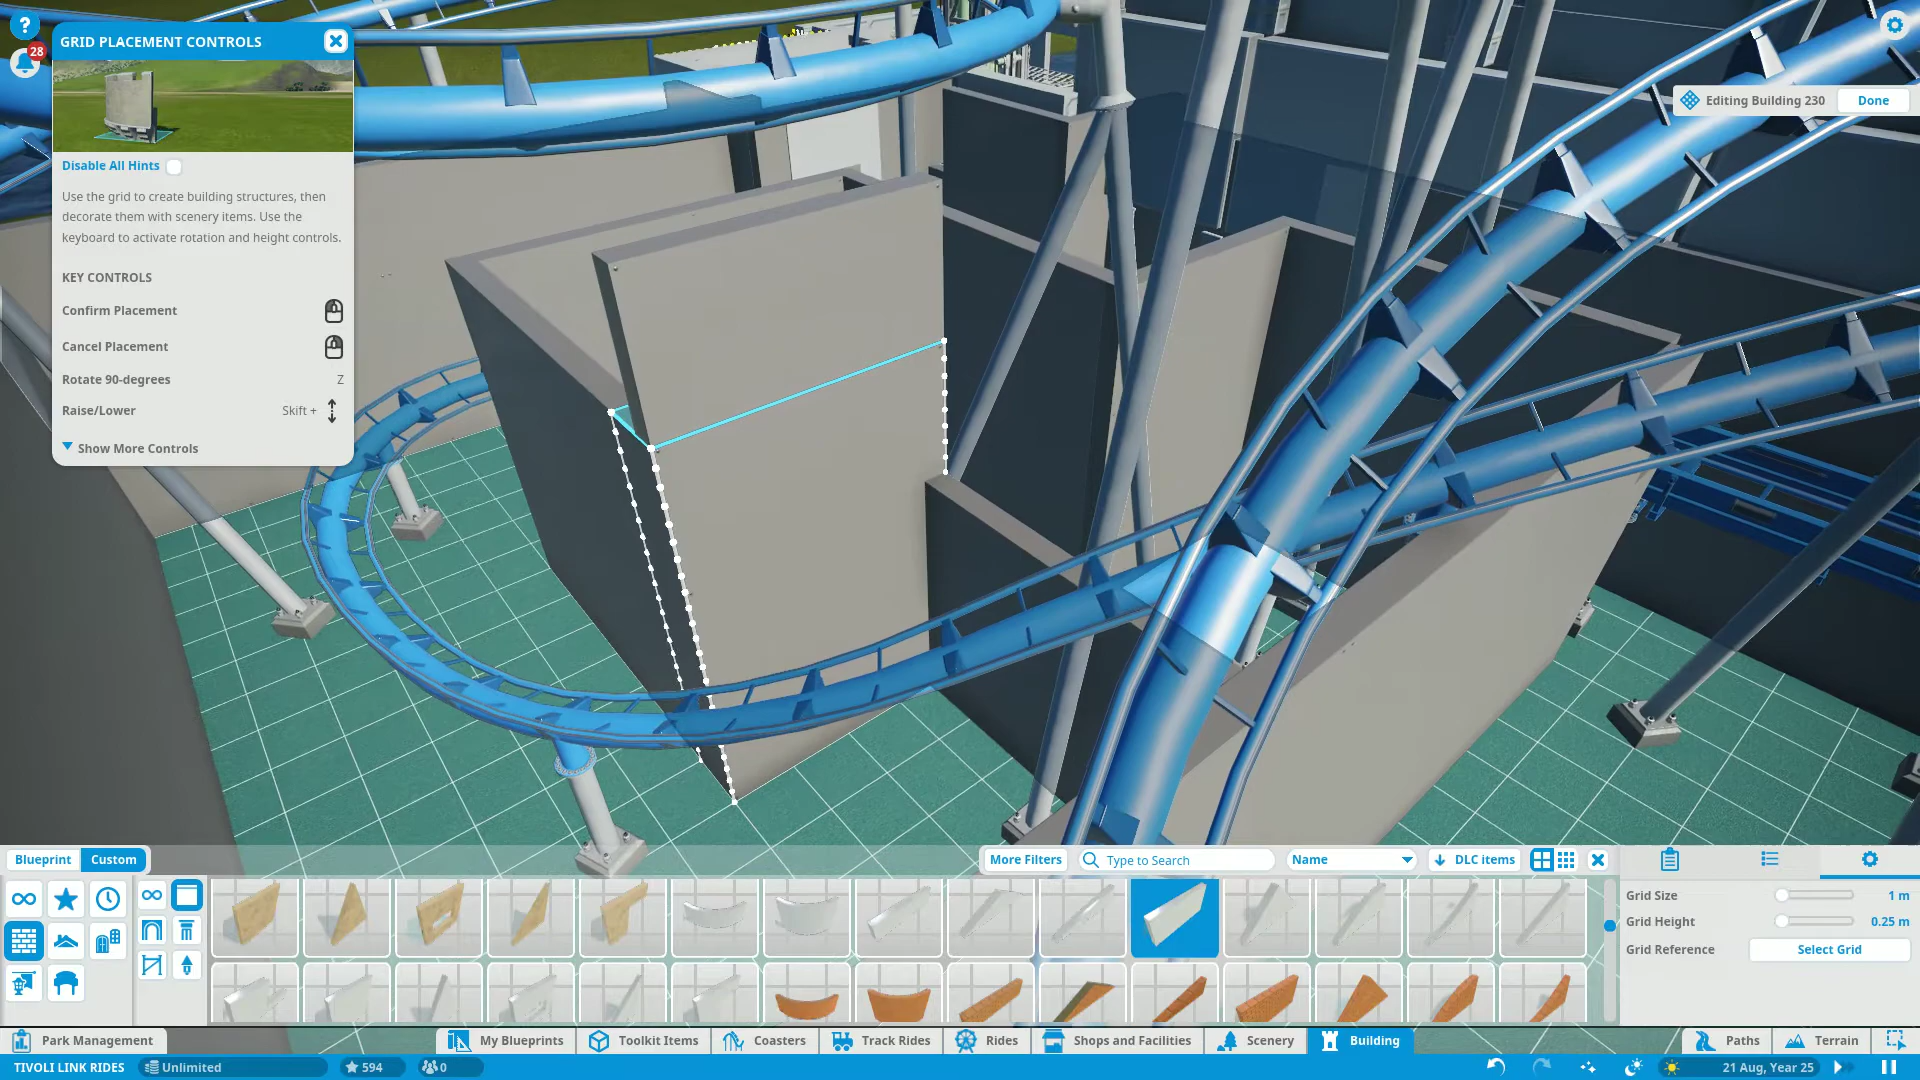 ?
28
GRID PLACEMENT CONTROLS
Disable All Hints
Use the grid to create building structures, then
decorate them with scenery items. Use the
keyboard to activate rotation and height controls.
KEY CONTROLS
Confirm Placement
Cancel Placement
Rotate 90-degrees Z
Raise/Lower Skift +
Show More Controls
Editing Building 230 Done
Blueprint Custom
More Filters Type to Search Name DLC items
Grid Size 1 m
Grid Height 0.25 m
Grid Reference Select Grid
Park Management My Blueprints Toolkit Items Coasters Track Rides Rides Shops and Facilities Scenery Building Paths Terrain
TIVOLI LINK RIDES Unlimited 594 0 21 Aug, Year 25